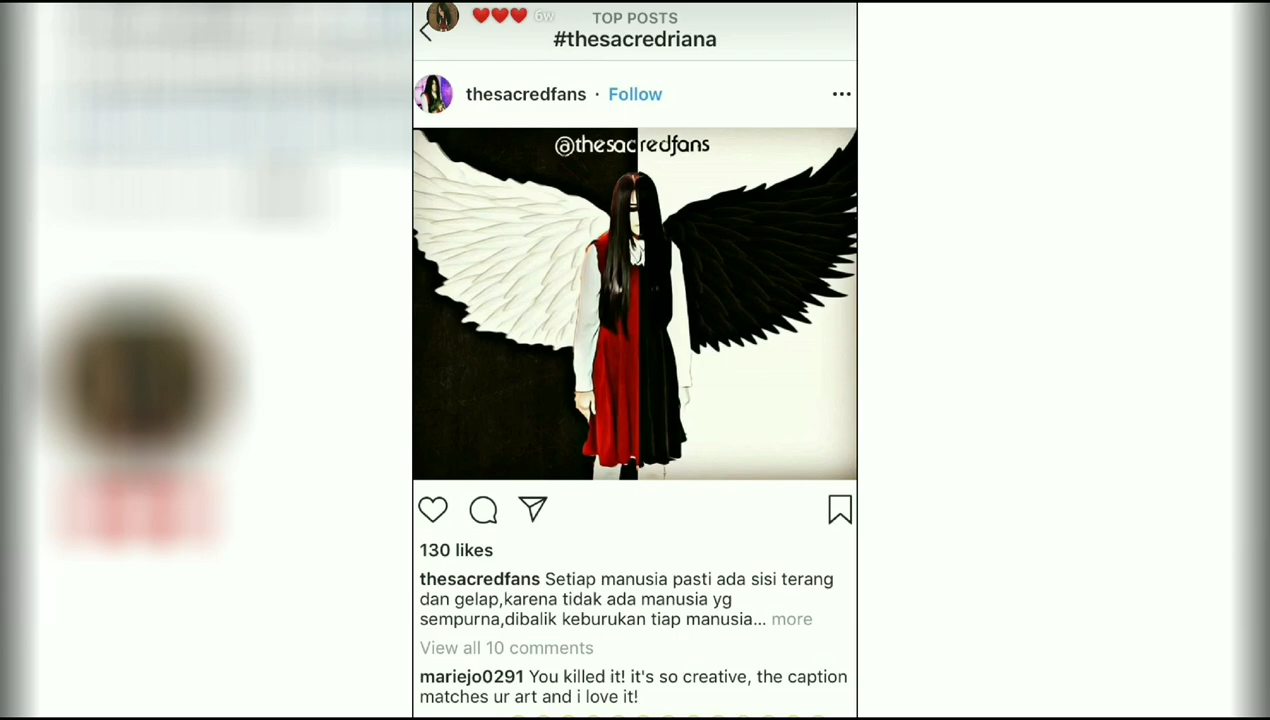 ❤️❤️❤️ 6w
TOP POSTS
#thesacredriana
thesacredfans · Follow
@thesacredfans
130 likes
thesacredfans Setiap manusia pasti ada sisi terang
dan gelap,karena tidak ada manusia yg
sempurna,dibalik keburukan tiap manusia... more
View all 10 comments
mariejo0291 You killed it! it's so creative, the caption
matches ur art and i love it!